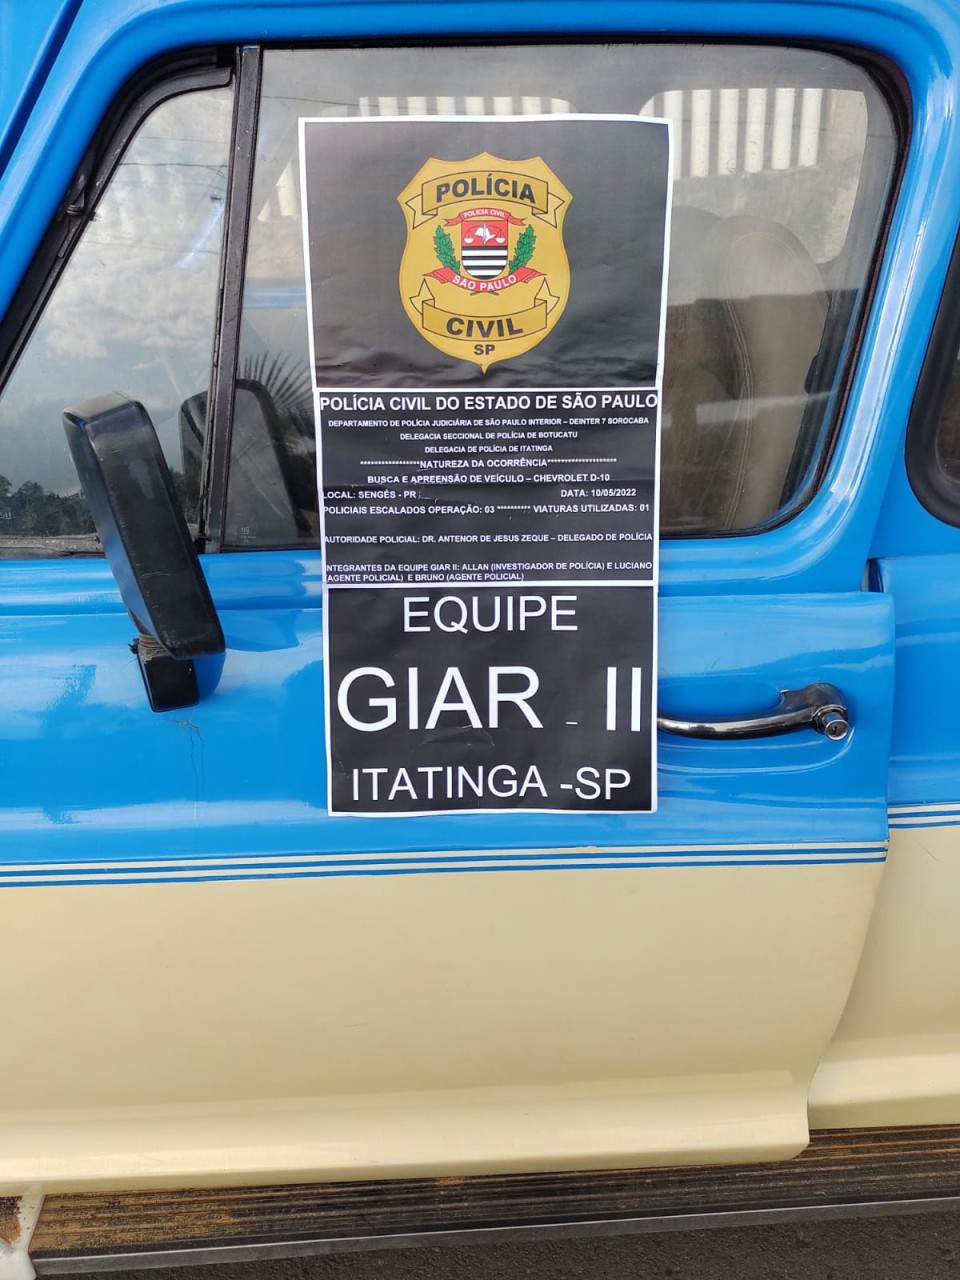 POLÍCIA
POLÍCIA CIVIL
SÃO PAULO
CIVIL
SP
POLÍCIA CIVIL DO ESTADO DE SÃO PAULO
DEPARTAMENTO DE POLÍCIA JUDICIÁRIA DE SÃO PAULO INTERIOR – DEINTER 7 SOROCABA
DELEGACIA SECCIONAL DE POLÍCIA DE BOTUCATU
DELEGACIA DE POLÍCIA DE ITATINGA
*****************NATUREZA DA OCORRÊNCIA********************
BUSCA E APREENSÃO DE VEÍCULO – CHEVROLET D-10
LOCAL: SENGÉS - PR DATA: 10/05/2022
POLICIAIS ESCALADOS OPERAÇÃO: 03 ********** VIATURAS UTILIZADAS: 01
AUTORIDADE POLICIAL: DR. ANTENOR DE JESUS ZEQUE – DELEGADO DE POLÍCIA
INTEGRANTES DA EQUIPE GIAR II: ALLAN (INVESTIGADOR DE POLÍCIA) E LUCIANO
(AGENTE POLICIAL) E BRUNO (AGENTE POLICIAL)
EQUIPE
GIAR - II
ITATINGA -SP